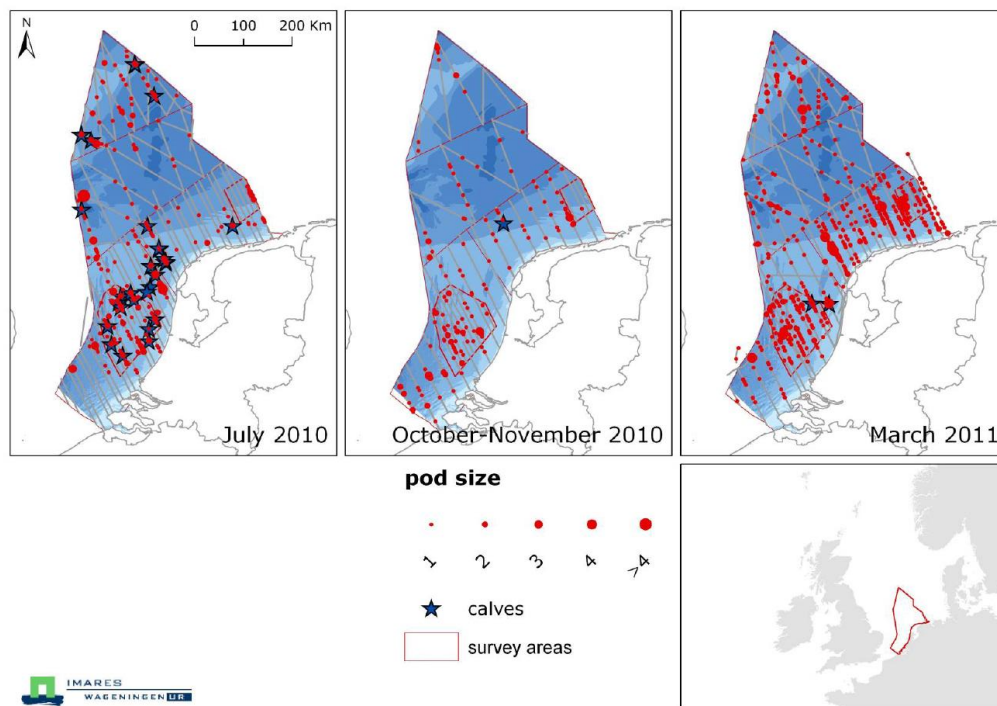 N
0 100 200 Km
July 2010
October-November 2010
March 2011
pod size
1 2 3 4 >4
calves
survey areas
IMARES
WAGENINGEN UR